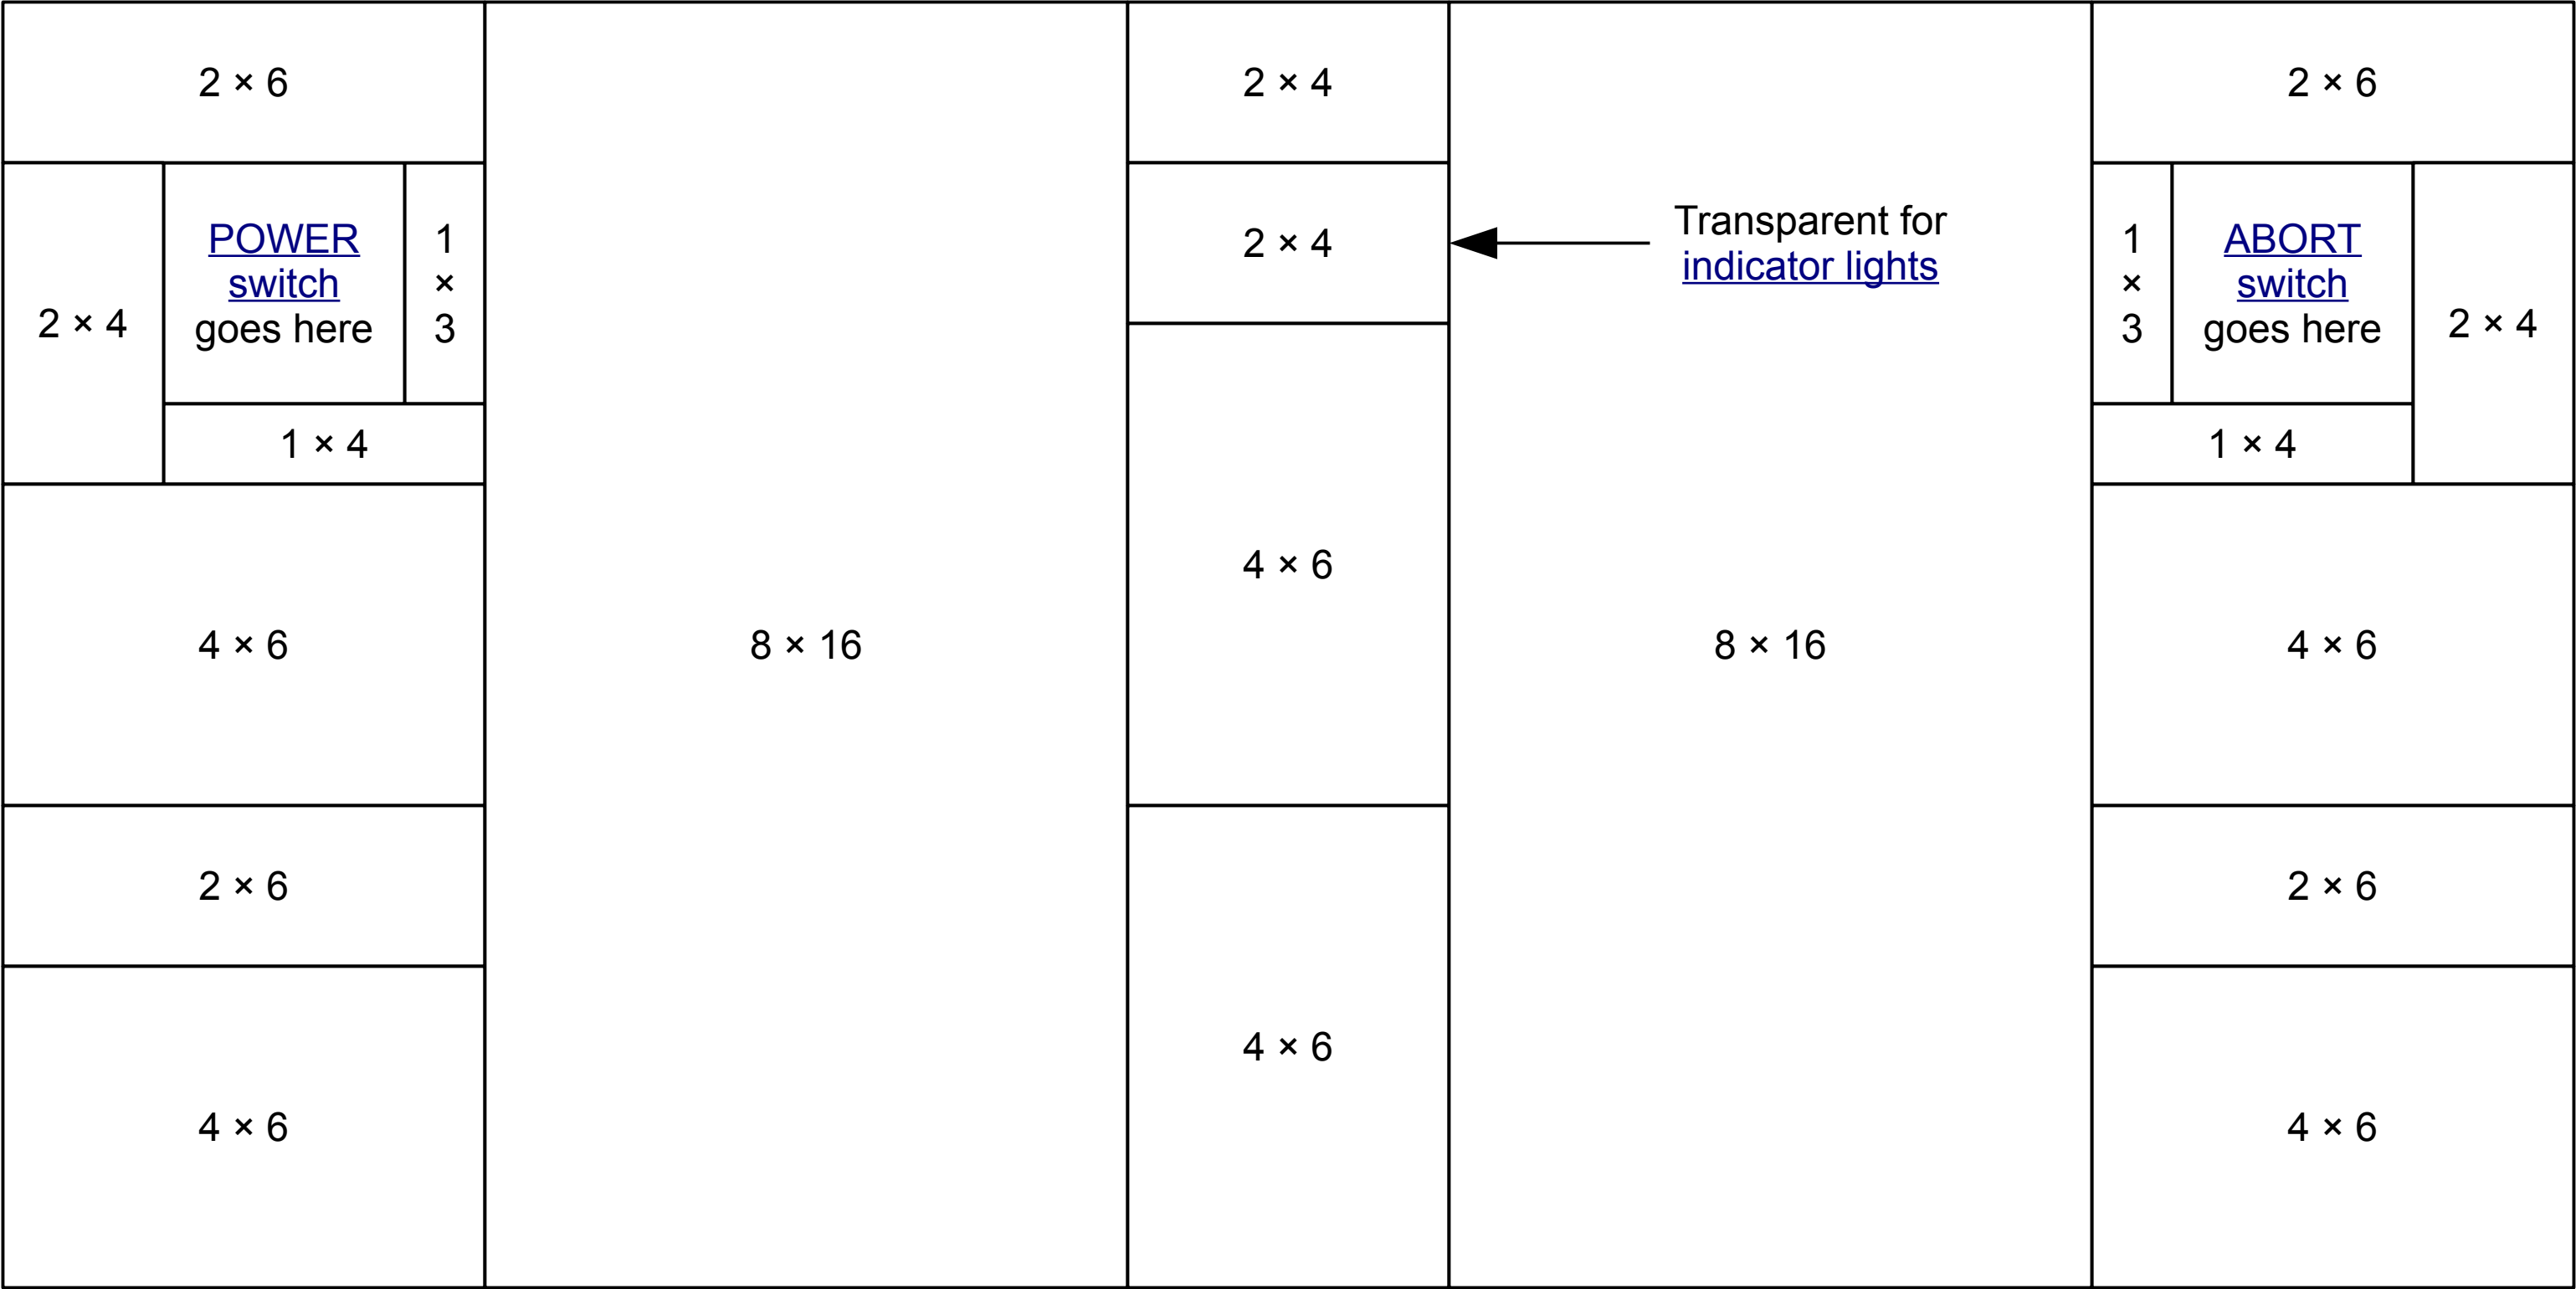 2 × 6
2 × 4
2 × 6
2 × 4
POWER
switch
goes here
1
×
3
1 × 4
2 × 4
Transparent for
indicator lights
1
×
3
ABORT
switch
goes here
2 × 4
1 × 4
4 × 6
8 × 16
4 × 6
8 × 16
4 × 6
2 × 6
2 × 6
4 × 6
4 × 6
4 × 6